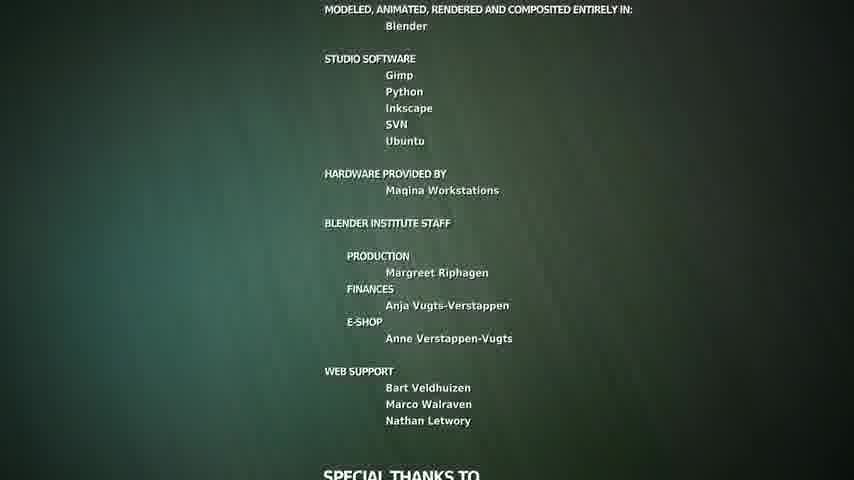 MODELED, ANIMATED, RENDERED AND COMPOSITED ENTIRELY IN:
Blender
STUDIO SOFTWARE
Gimp
Python
Inkscape
SVN
Ubuntu
HARDWARE PROVIDED BY
Magina Workstations
BLENDER INSTITUTE STAFF
PRODUCTION
Margreet Riphagen
FINANCES
Anja Vugts-Verstappen
E-SHOP
Anne Verstappen-Vugts
WEB SUPPORT
Bart Veldhuizen
Marco Walraven
Nathan Letwory
SPECIAL THANKS TO